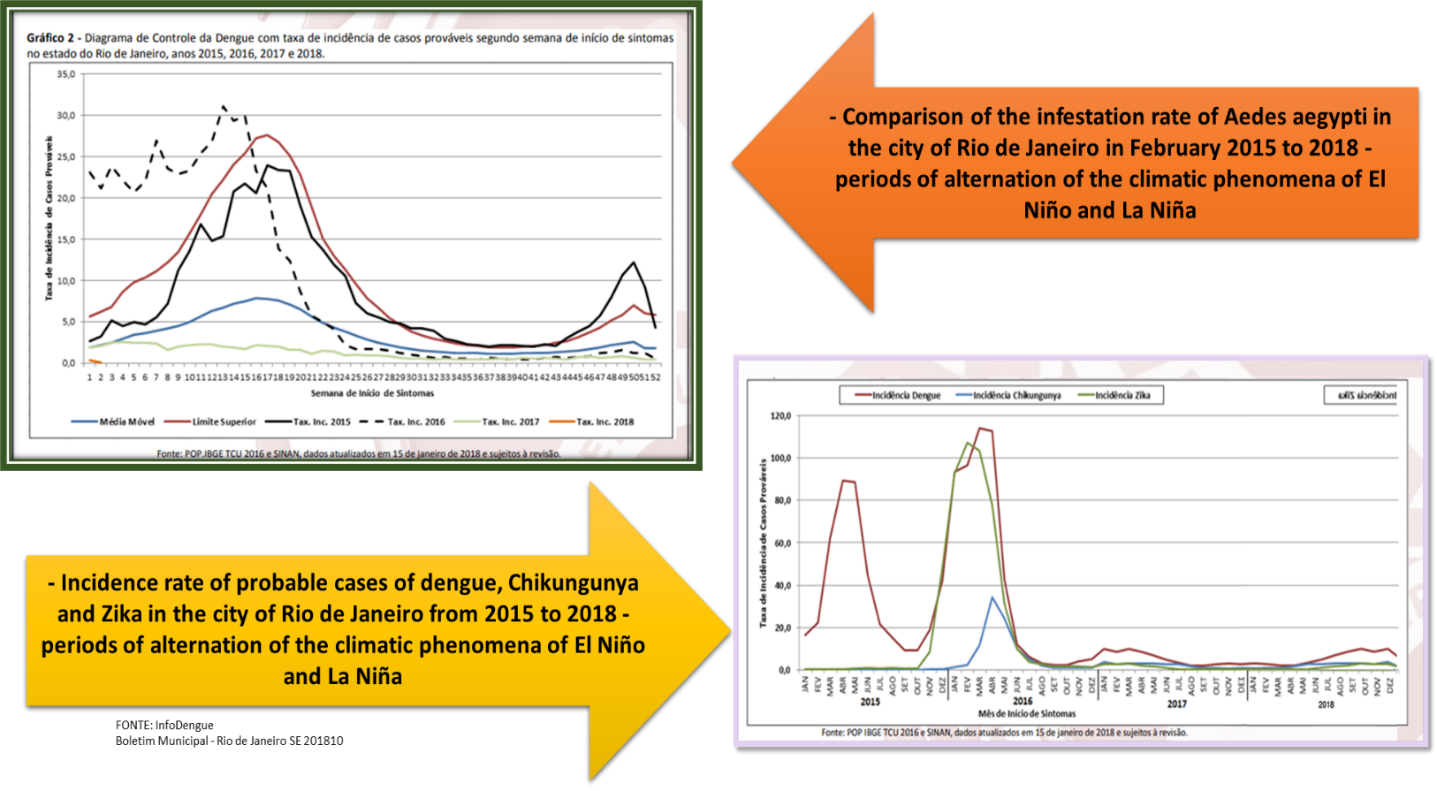 Gráfico 2 - Diagrama de Controle da Dengue com taxa de incidência de casos prováveis segundo semana de início de sintomas
no estado do Rio de Janeiro, anos 2015, 2016, 2017 e 2018.
Taxa de Incidência de Casos Prováveis
35,0
30,0
25,0
20,0
15,0
10,0
5,0
0,0
1 2 3 4 5 6 7 8 9 10 11 12 13 14 15 16 17 18 19 20 21 22 23 24 25 26 27 28 29 30 31 32 33 34 35 36 37 38 39 40 41 42 43 44 45 46 47 48 49 50 51 52
Semana de Início de Sintomas
Média Móvel Limite Superior Tax. Inc. 2015 Tax. Inc. 2016 Tax. Inc. 2017 Tax. Inc. 2018
Fonte: POP.IBGE TCU 2016 e SINAN, dados atualizados em 15 de janeiro de 2018 e sujeitos à revisão.
- Comparison of the infestation rate of Aedes aegypti in
the city of Rio de Janeiro in February 2015 to 2018 -
periods of alternation of the climatic phenomena of El
Niño and La Niña
- Incidence rate of probable cases of dengue, Chikungunya
and Zika in the city of Rio de Janeiro from 2015 to 2018 -
periods of alternation of the climatic phenomena of El Niño
and La Niña
FONTE: InfoDengue
Boletim Municipal - Rio de Janeiro SE 201810
Incidência Dengue Incidência Chikungunya Incidência Zika
Incidência Zika
Taxa de Incidência de Casos Prováveis
120,0
100,0
80,0
60,0
40,0
20,0
0,0
JAN FEV MAR ABR MAI JUN JUL AGO SET OUT NOV DEZ JAN FEV MAR ABR MAI JUN JUL AGO SET OUT NOV DEZ JAN FEV MAR ABR MAI JUN JUL AGO SET OUT NOV DEZ JAN FEV MAR ABR MAI JUN JUL AGO SET OUT NOV DEZ
2015 2016 2017 2018
Mês de Início de Sintomas
Fonte: POP IBGE TCU 2016 e SINAN, dados atualizados em 15 de janeiro de 2018 e sujeitos à revisão.